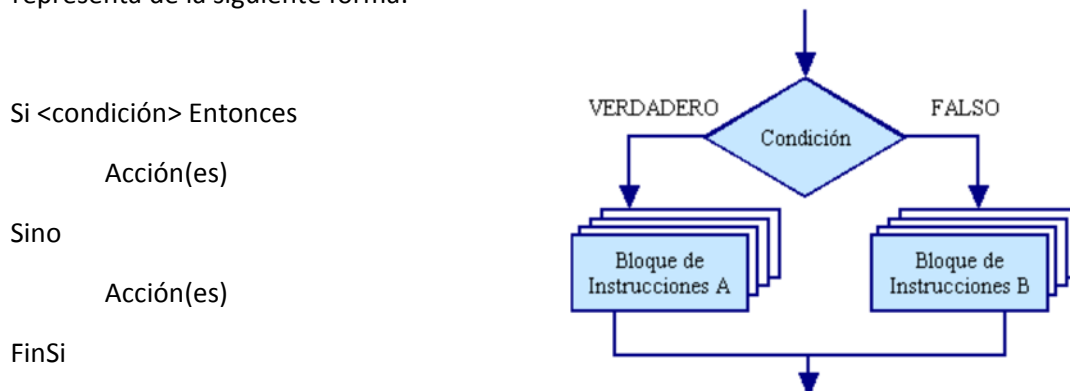 representa de la siguiente forma:
Si <condición> Entonces
Acción(es)
Sino
Acción(es)
FinSi
VERDADERO
FALSO
Condición
Bloque de
Instrucciones A
Bloque de
Instrucciones B